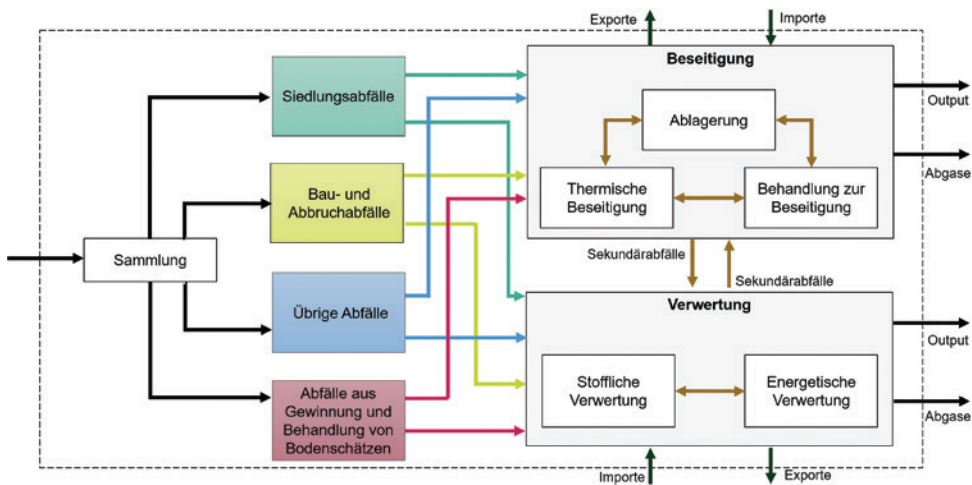 Exporte
Importe
Beseitigung
Siedlungsabfälle
Output
Ablagerung
Abgase
Bau- und
Abbruchabfälle
Thermische
Beseitigung
Behandlung zur
Beseitigung
Sammlung
Sekundärabfälle
Sekundärabfälle
Übrige Abfälle
Verwertung
Output
Stoffliche
Verwertung
Energetische
Verwertung
Abfälle aus
Gewinnung und
Behandlung von
Bodenschätzen
Abgase
Importe
Exporte